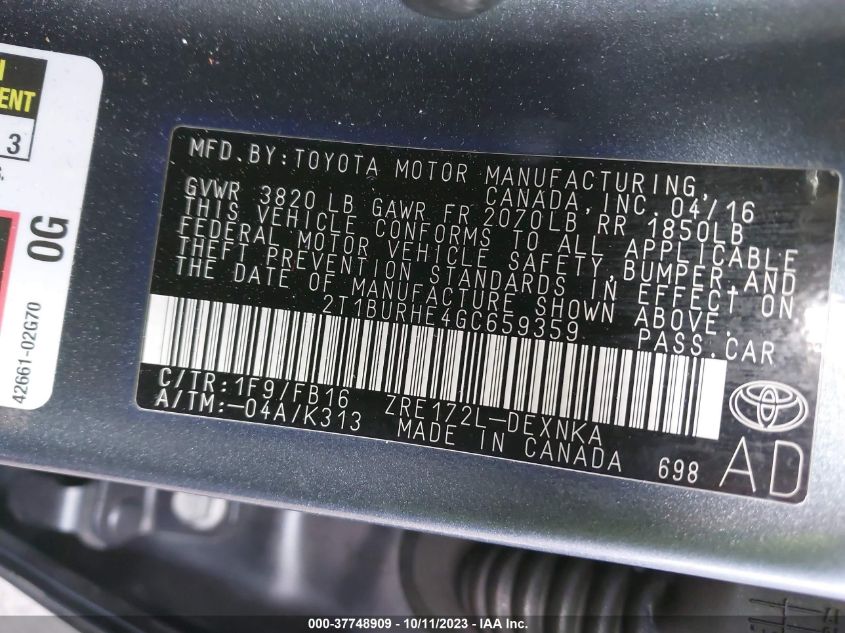 N
ENT
3
OG
42661-02G70
MFD.BY:TOYOTA MOTOR MANUFACTURING,
CANADA, INC. 04/16
GVWR 3820 LB GAWR FR 2070LB RR 1850LB
THIS VEHICLE CONFORMS TO ALL APPLICABLE
FEDERAL MOTOR VEHICLE SAFETY,BUMPER,AND
THEFT PREVENTION STANDARDS IN EFFECT ON
THE DATE OF MANUFACTURE SHOWN ABOVE.
2T1BURHE4GC659359 PASS.CAR
C/TR:1F9/FB16 ZRE172L-DEXNKA
A/TM:-04A/K313 MADE IN CANADA 698
AD
000-37748909 - 10/11/2023 - IAA Inc.